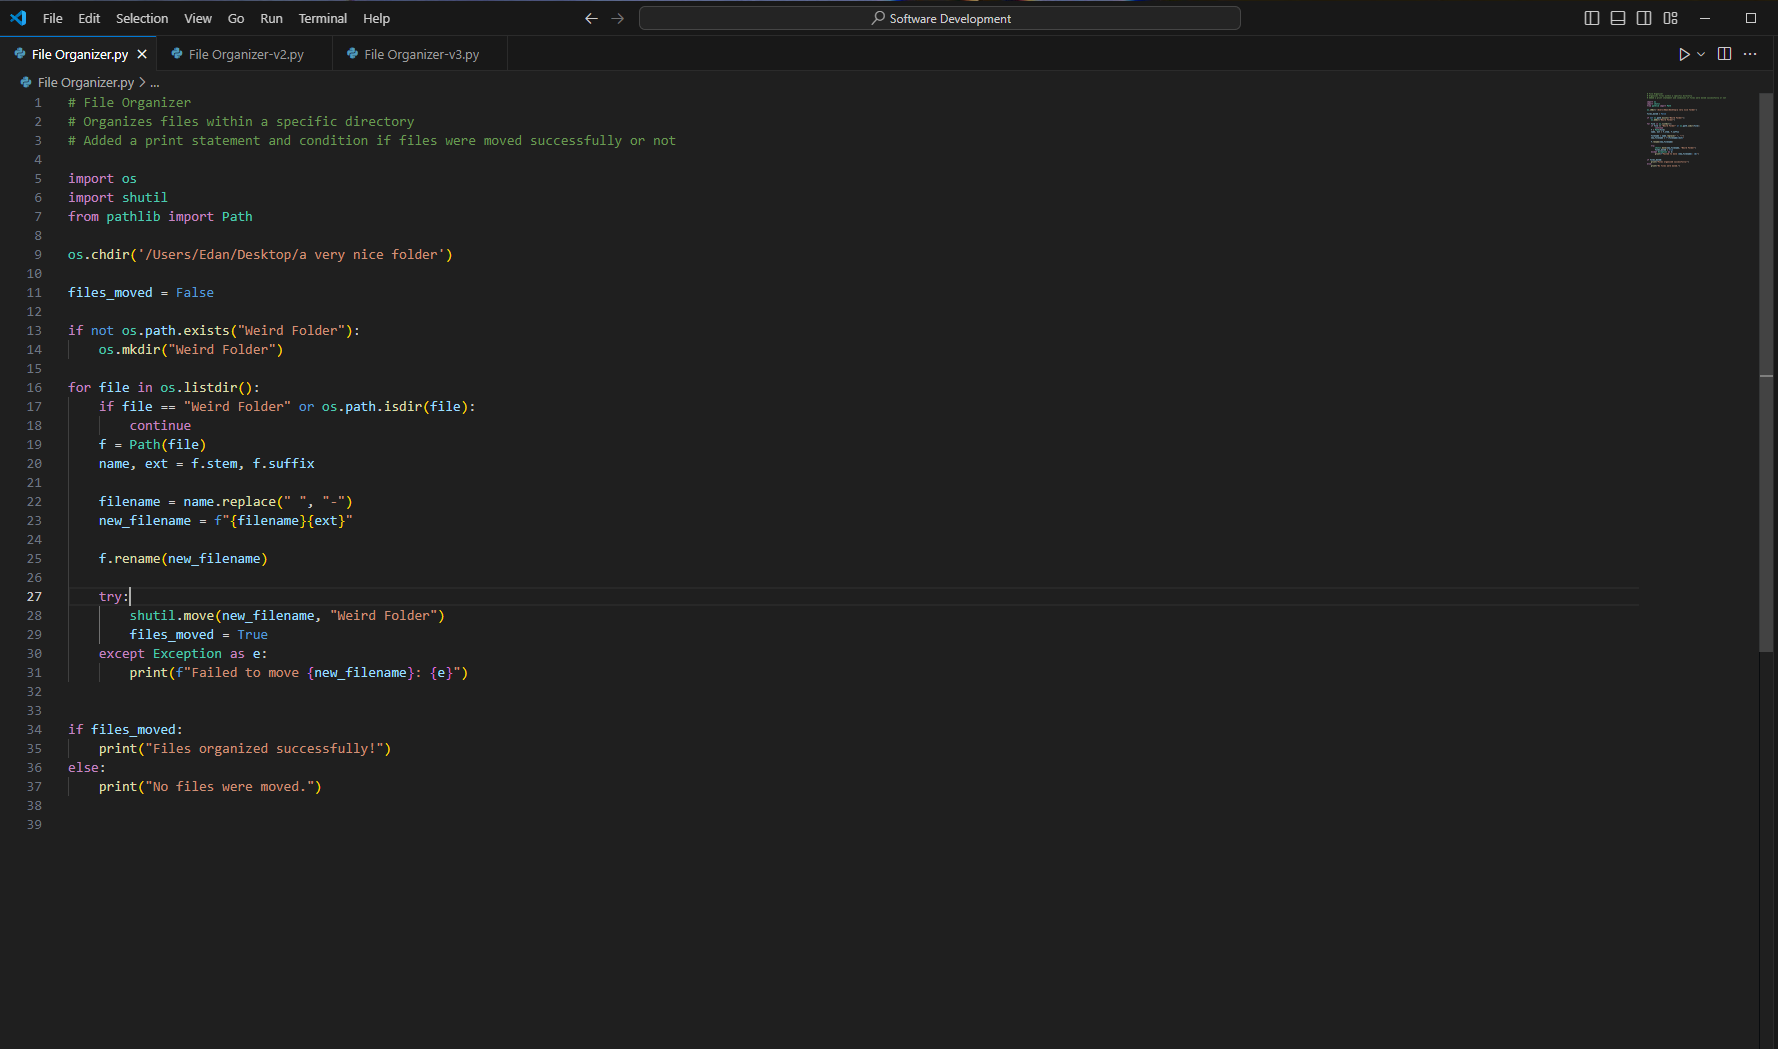 File Edit Selection View Go Run Terminal Help
Software Development
File Organizer.py
File Organizer-v2.py
File Organizer-v3.py
File Organizer.py > ...
1 # File Organizer
2 # Organizes files within a specific directory
3 # Added a print statement and condition if files were moved successfully or not
4
5 import os
6 import shutil
7 from pathlib import Path
8
9 os.chdir('/Users/Edan/Desktop/a very nice folder')
10
11 files_moved = False
12
13 if not os.path.exists("Weird Folder"):
14     os.mkdir("Weird Folder")
15
16 for file in os.listdir():
17     if file == "Weird Folder" or os.path.isdir(file):
18         continue
19     f = Path(file)
20     name, ext = f.stem, f.suffix
21
22     filename = name.replace(" ", "-")
23     new_filename = f"{filename}{ext}"
24
25     f.rename(new_filename)
26
27     try:
28         shutil.move(new_filename, "Weird Folder")
29         files_moved = True
30     except Exception as e:
31         print(f"Failed to move {new_filename}: {e}")
32
33
34 if files_moved:
35     print("Files organized successfully!")
36 else:
37     print("No files were moved.")
38
39